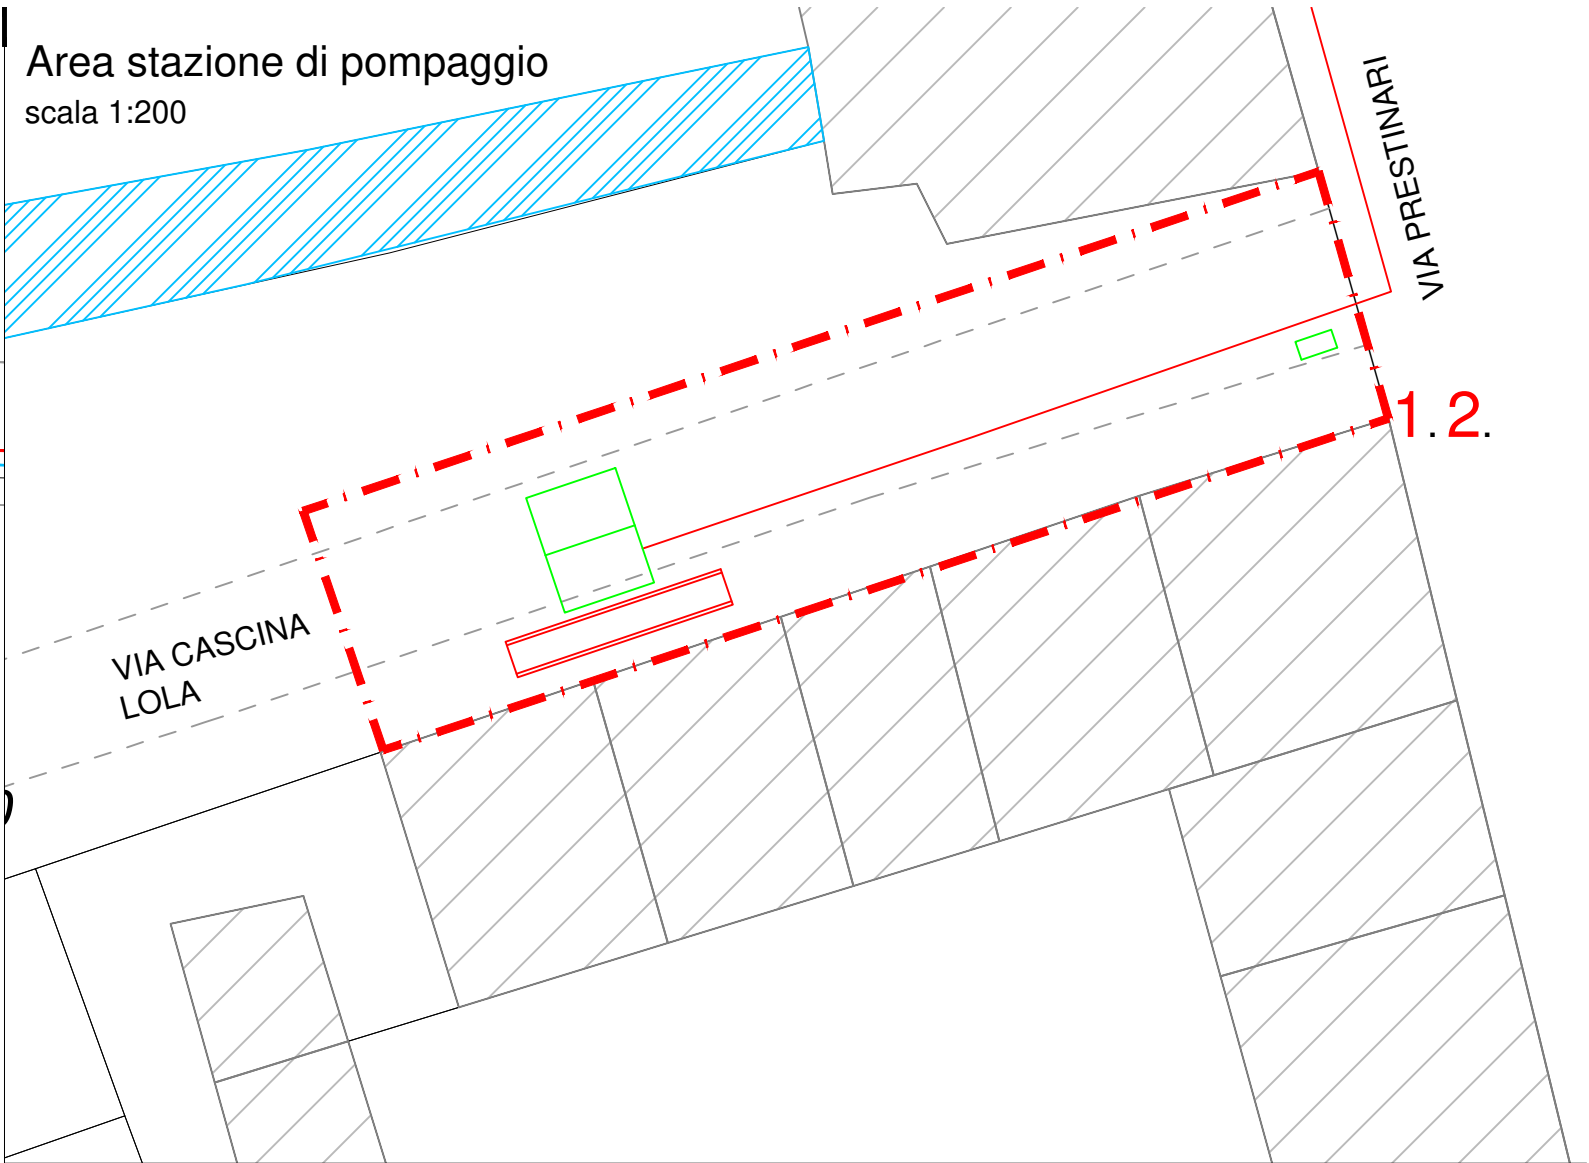 Area stazione di pompaggio
scala 1:200
VIA PRESTINARI
1.2.
VIA CASCINA
LOLA